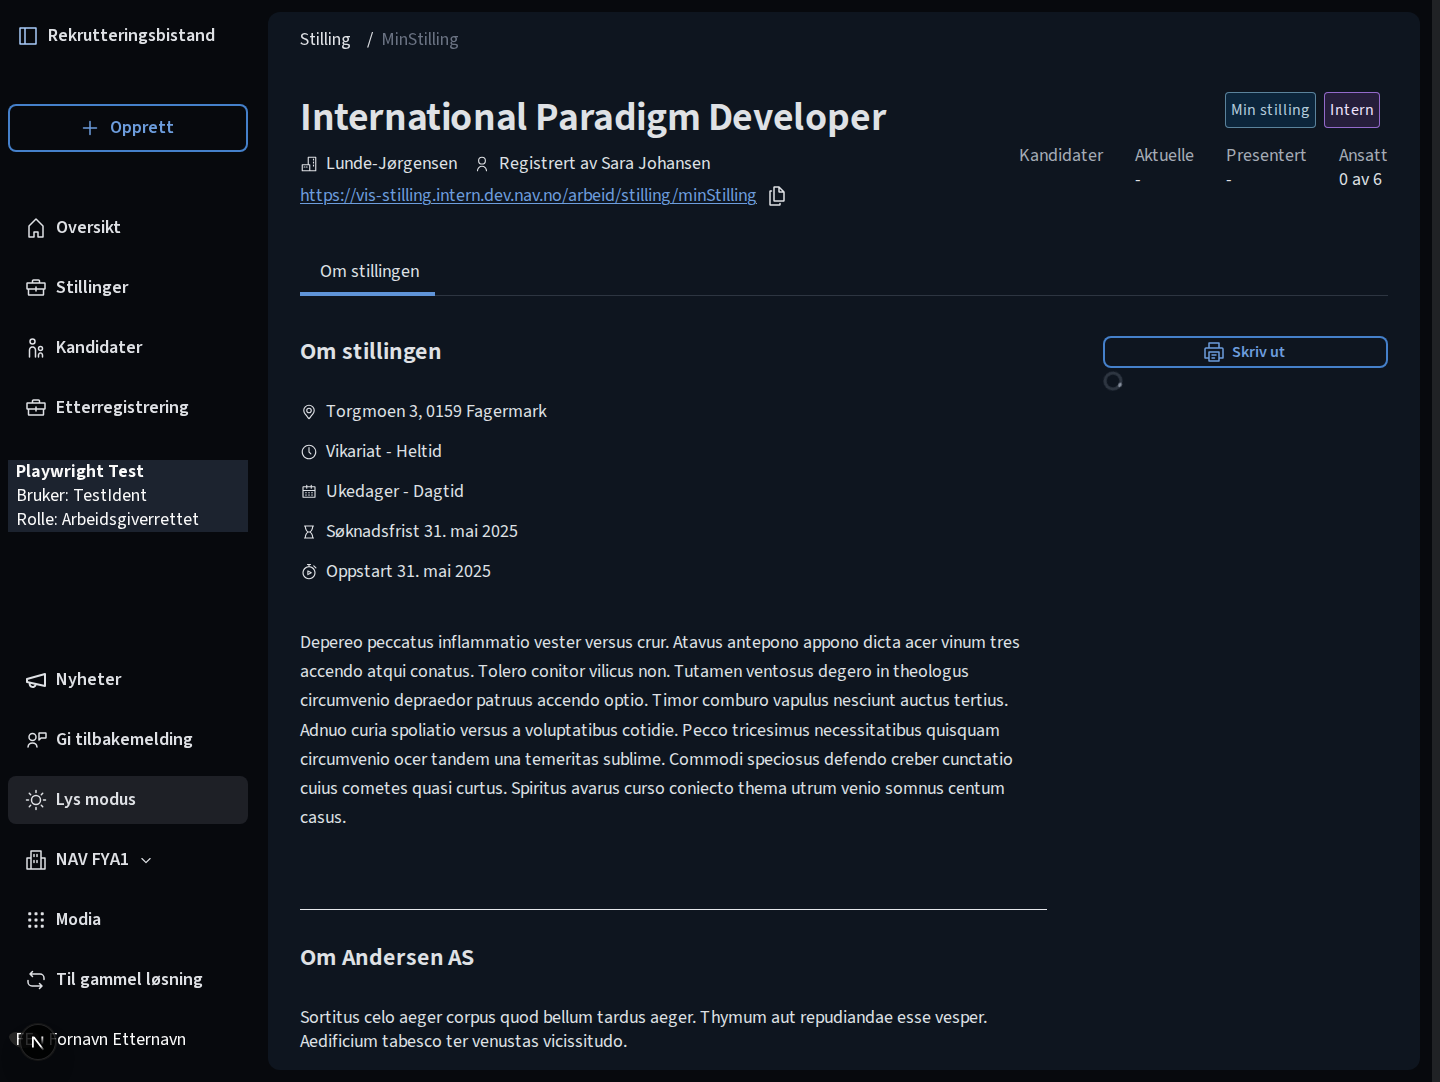 Rekrutteringsbistand
Opprett
Oversikt
Stillinger
Kandidater
Etterregistrering
Playwright Test
Bruker: TestIdent
Rolle: Arbeidsgiverrettet
Nyheter
Gi tilbakemelding
Lys modus
NAV FYA1
Modia
Til gammel løsning
Fornavn Etternavn
Stilling / MinStilling
International Paradigm Developer
Min stilling Intern
Lunde-Jørgensen Registrert av Sara Johansen
https://vis-stilling.intern.dev.nav.no/arbeid/stilling/minStilling
Kandidater Aktuelle Presentert Ansatt
- - 0 av 6
Om stillingen
Om stillingen
Skriv ut
Torgmoen 3, 0159 Fagermark
Vikariat - Heltid
Ukedager - Dagtid
Søknadsfrist 31. mai 2025
Oppstart 31. mai 2025
Depereo peccatus inflammatio vester versus crur. Atavus antepono appono dicta acer vinum tres
accendo atqui conatus. Tolero conitor vilicus non. Tutamen ventosus degero in theologus
circumvenio depraedor patruus accendo optio. Timor comburo vapulus nesciunt auctus tertius.
Adnuo curia spoliatio versus a voluptatibus cotidie. Pecco tricesimus necessitatibus quisquam
circumvenio ocer tandem una temeritas sublime. Commodi speciosus defendo creber cunctatio
cuius cometes quasi curtus. Spiritus avarus curso coniecto thema utrum venio somnus centum
casus.
Om Andersen AS
Sortitus celo aeger corpus quod bellum tardus aeger. Thymum aut repudiandae esse vesper.
Aedificium tabesco ter venustas vicissitudo.